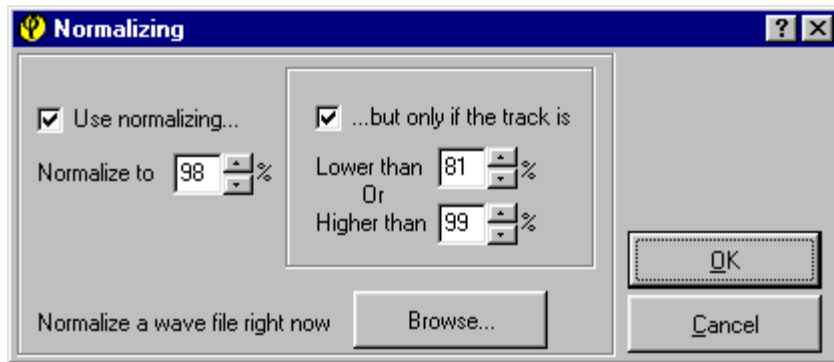 Normalizing
Use normalizing...
...but only if the track is
Normalize to 98 %
Lower than 81 %
Or
Higher than 99 %
Normalize a wave file right now
Browse...
OK
Cancel